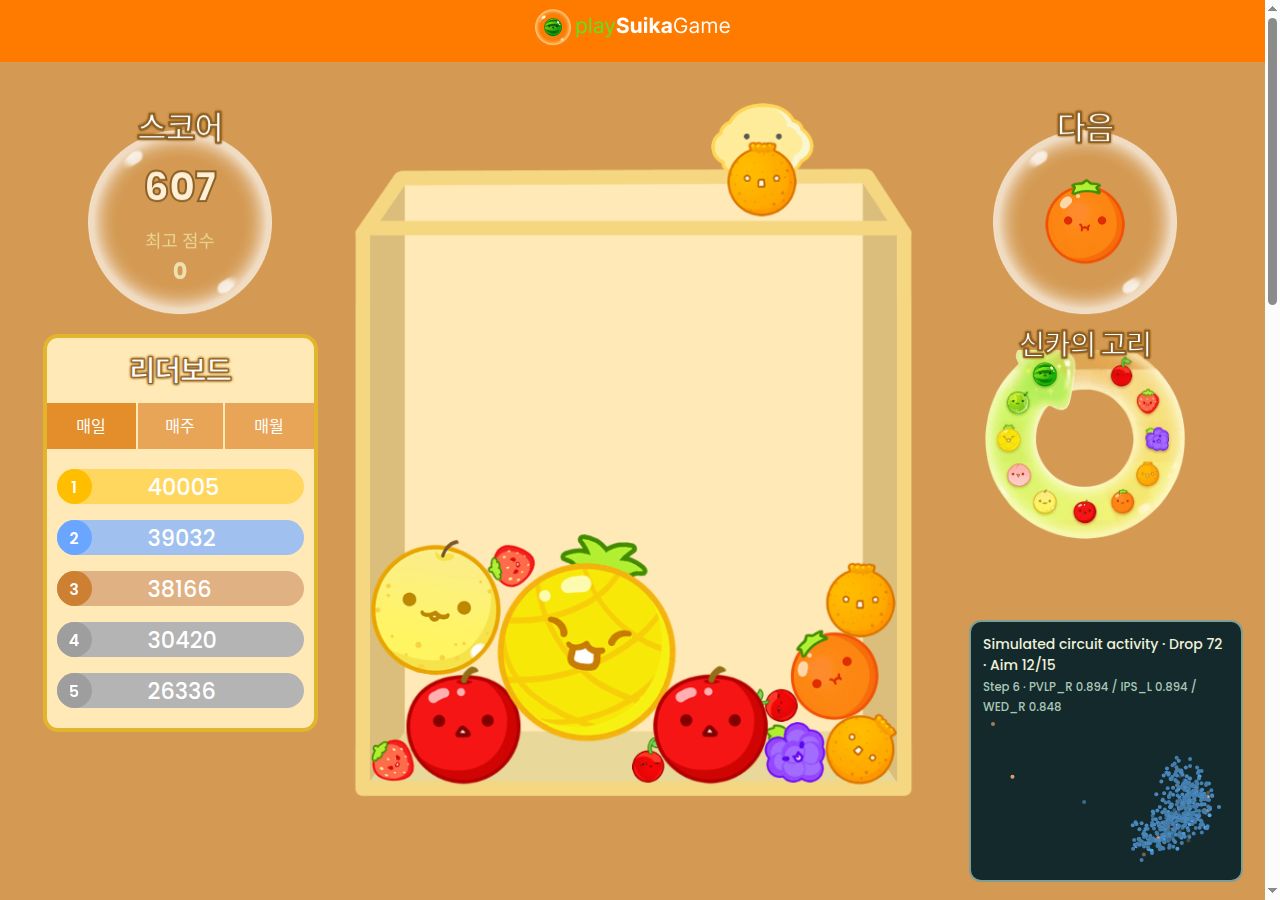 playSuikaGame
스코어
607
최고 점수
0
리더보드
매일 매주 매월
1 40005
2 39032
3 38166
4 30420
5 26336
다음
신카의 고리
Simulated circuit activity · Drop 72
· Aim 12/15
Step 6 · PVLP_R 0.894 / IPS_L 0.894 /
WED_R 0.848